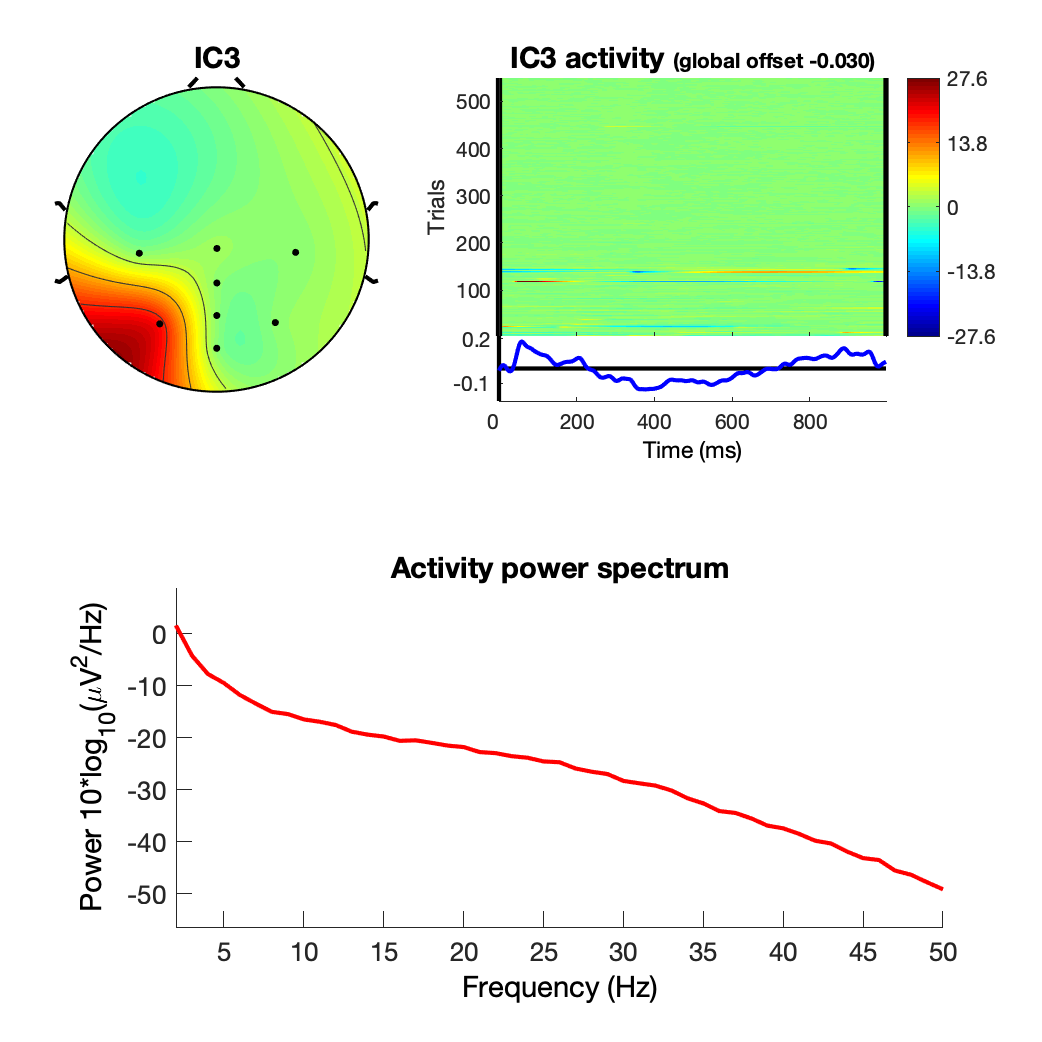 IC3
IC3 activity (global offset -0.030)
27.6
13.8
0
-13.8
-27.6
Trials
500
400
300
200
100
0.2
-0.1
0 200 400 600 800
Time (ms)
Activity power spectrum
Power 10*log₁₀(μV²/Hz)
0
-10
-20
-30
-40
-50
5 10 15 20 25 30 35 40 45 50
Frequency (Hz)